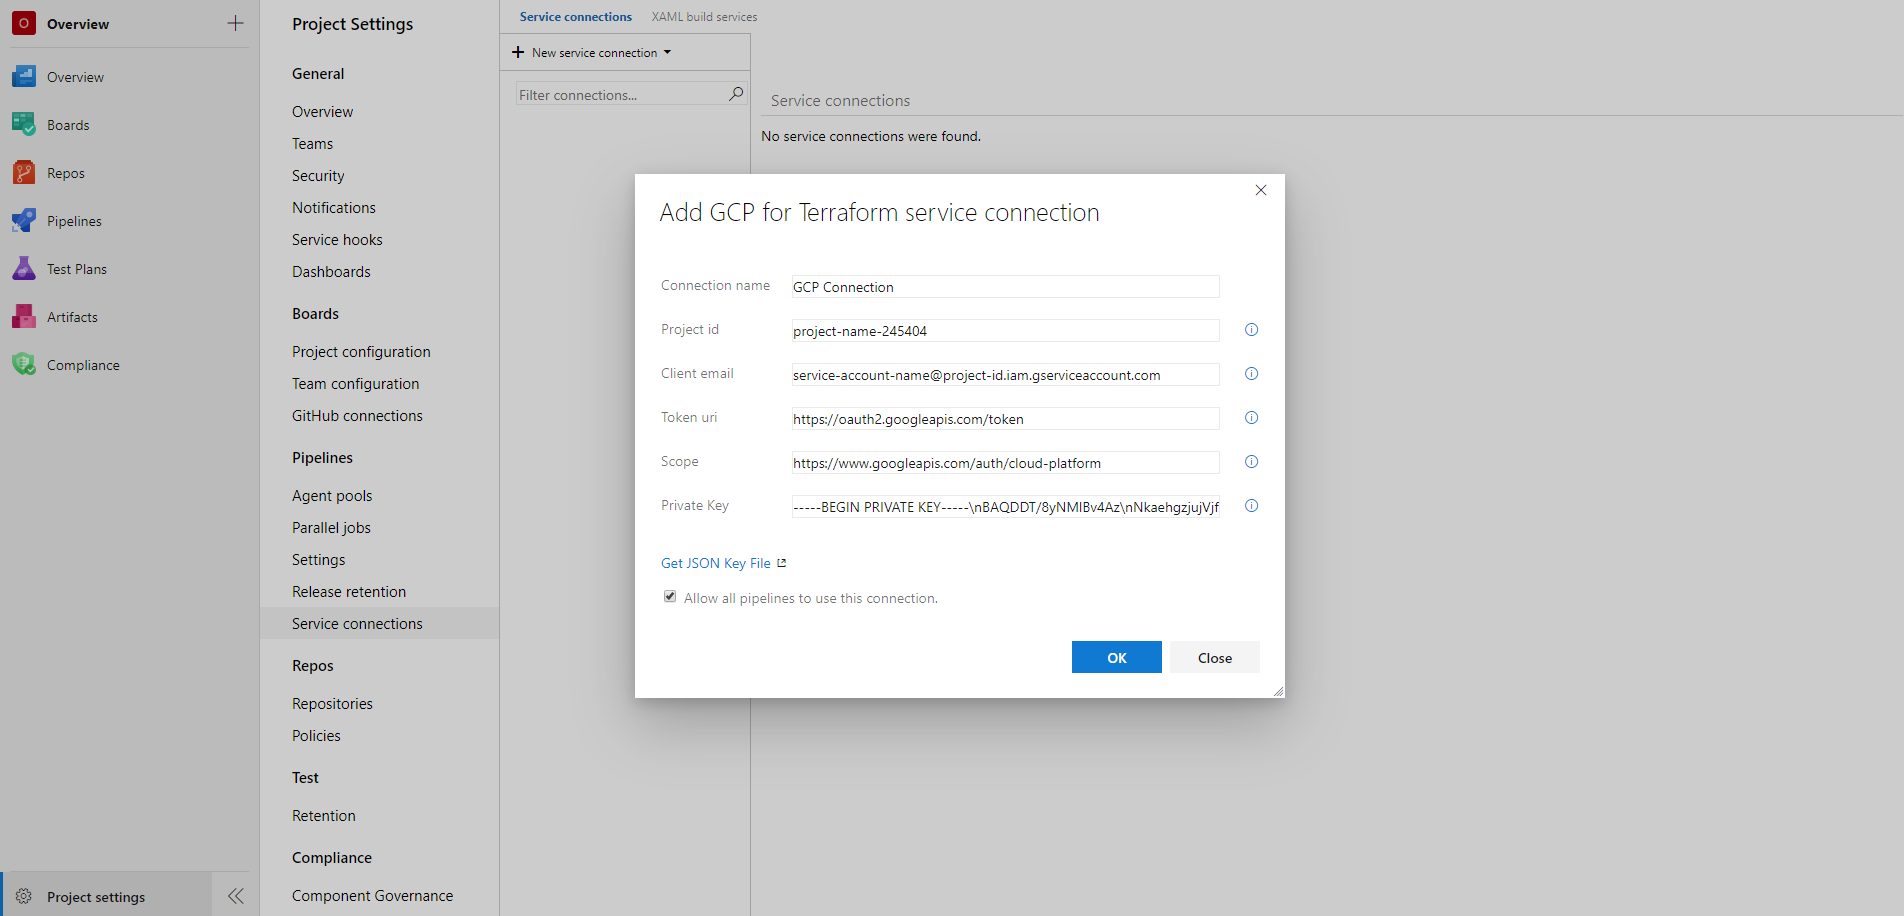 O Overview
Overview
Boards
Repos
Pipelines
Test Plans
Artifacts
Compliance
Project settings
Project Settings
General
Overview
Teams
Security
Notifications
Service hooks
Dashboards
Boards
Project configuration
Team configuration
GitHub connections
Pipelines
Agent pools
Parallel jobs
Settings
Release retention
Service connections
Repos
Repositories
Policies
Test
Retention
Compliance
Component Governance
Service connections XAML build services
New service connection
Filter connections...
Service connections
No service connections were found.
Add GCP for Terraform service connection
Connection name GCP Connection
Project id project-name-245404
Client email service-account-name@project-id.iam.gserviceaccount.com
Token uri https://oauth2.googleapis.com/token
Scope https://www.googleapis.com/auth/cloud-platform
Private Key -----BEGIN PRIVATE KEY-----\nBAQDDT/8yNMIBv4Az\nNkaehgzjujVjf
Get JSON Key File
Allow all pipelines to use this connection.
OK Close